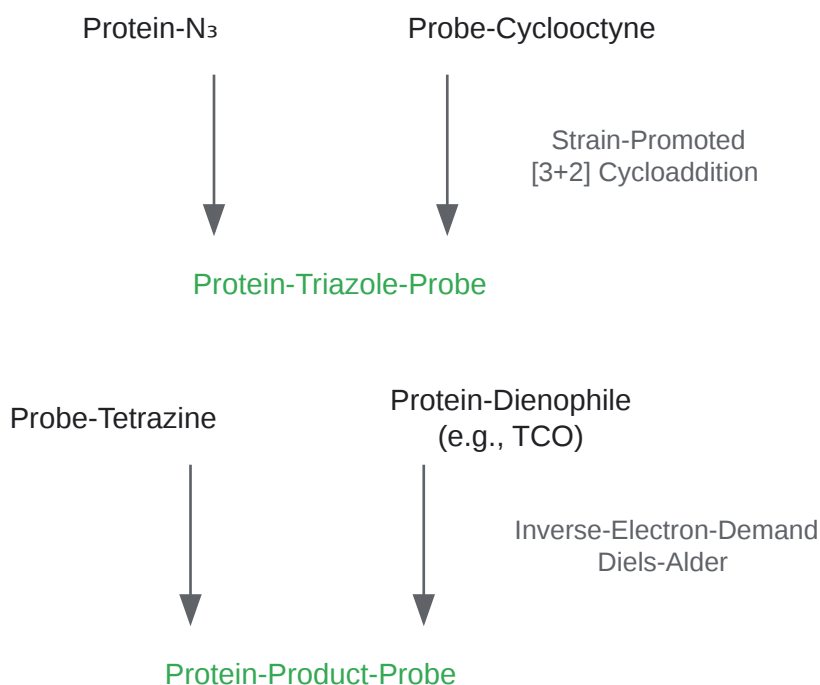 Protein-N₃
Probe-Cyclooctyne
Strain-Promoted
[3+2] Cycloaddition
Protein-Triazole-Probe
Probe-Tetrazine
Protein-Dienophile
(e.g., TCO)
Inverse-Electron-Demand
Diels-Alder
Protein-Product-Probe